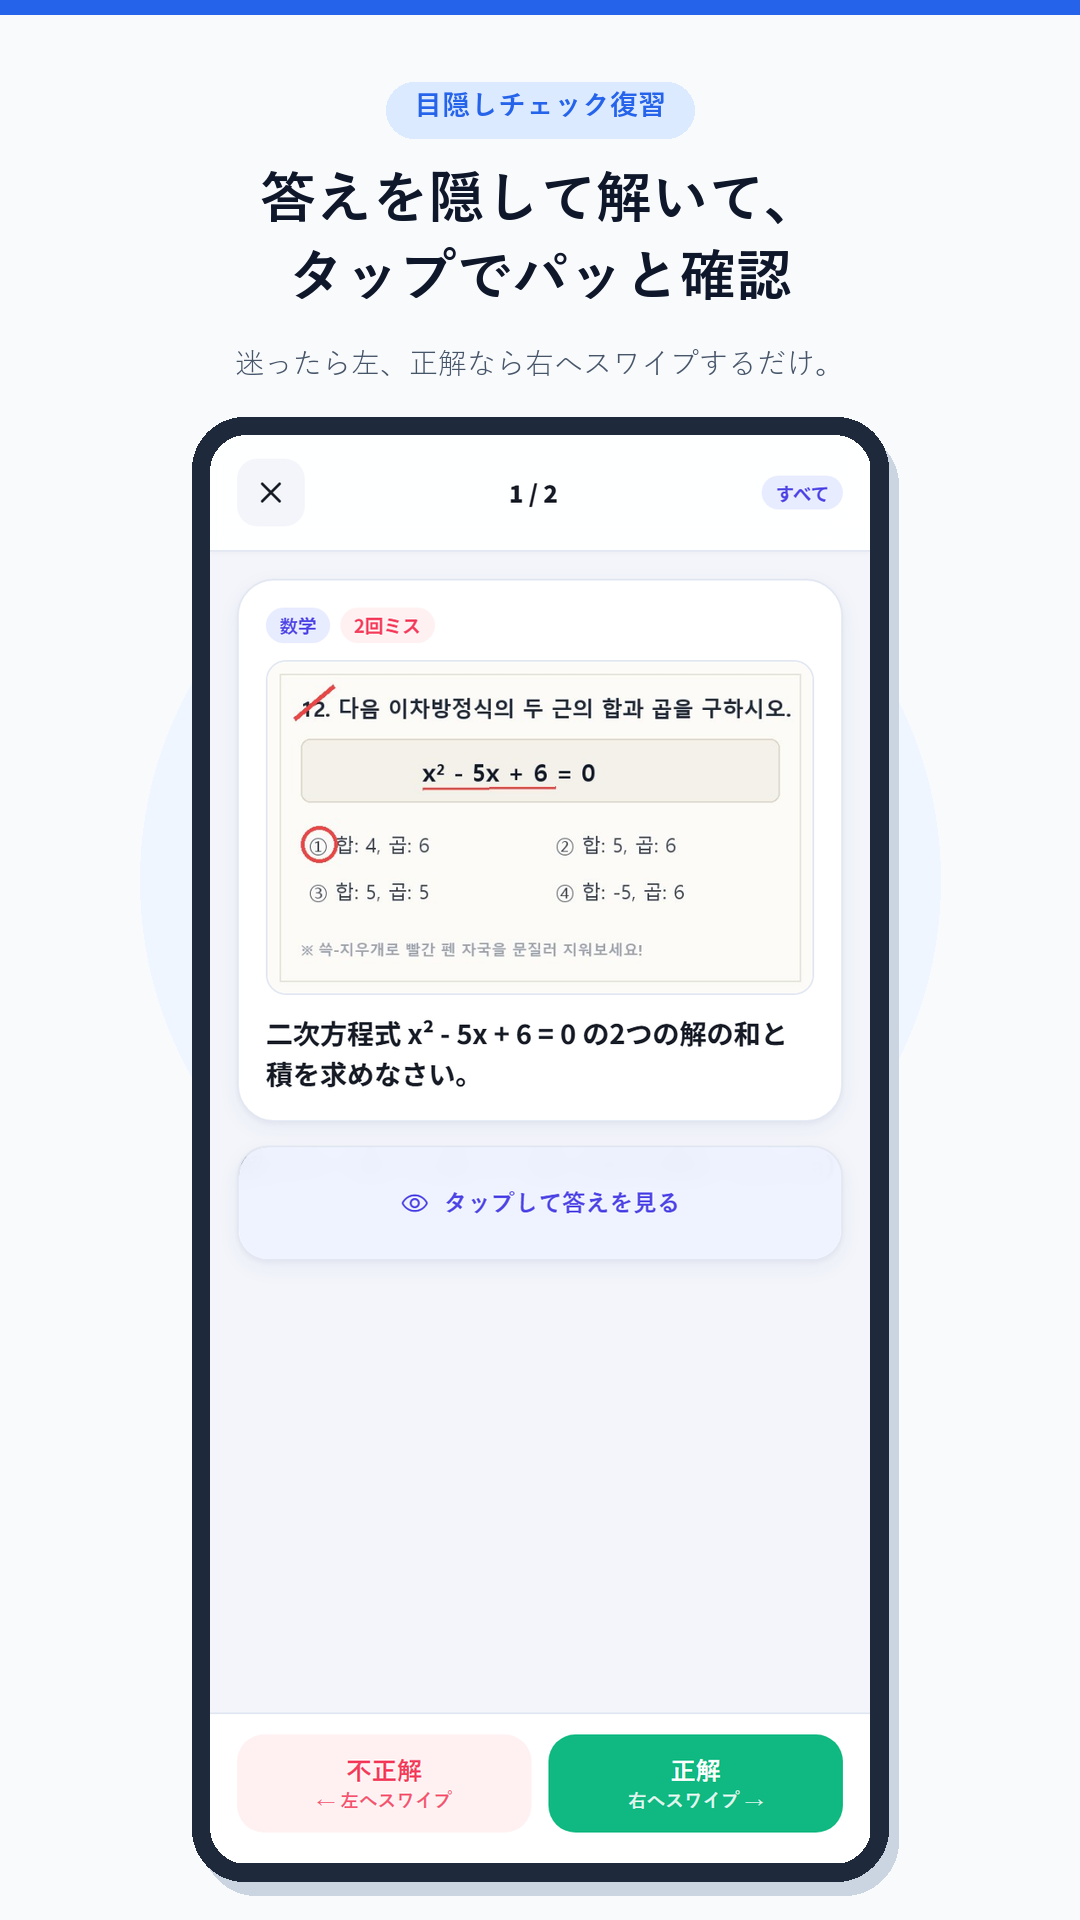 目隠しチェック復習
答えを隠して解いて、
タップでパッと確認
迷ったら左、正解なら右へスワイプするだけ。
1 / 2
すべて
数学
2回ミス
12. 다음 이차방정식의 두 근의 합과 곱을 구하시오.
x² - 5x + 6 = 0
① 합: 4, 곱: 6
② 합: 5, 곱: 6
③ 합: 5, 곱: 5
④ 합: -5, 곱: 6
※ 쓱-지우개로 빨간 펜 자국을 문질러 지워보세요!
二次方程式 x² - 5x + 6 = 0 の2つの解の和と
積を求めなさい。
タップして答えを見る
不正解
← 左へスワイプ
正解
右へスワイプ →